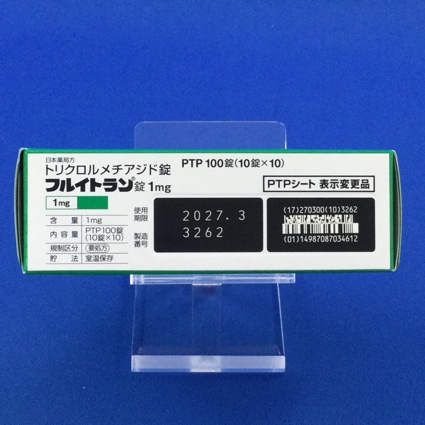 日本薬局方
トリクロルメチアジド錠
フルイトラン®錠 1mg
PTP 100錠(10錠×10)
PTPシート 表示変更品
1mg
含量 1mg
内容量 PTP100錠
(10錠×10)
規制区分 要処方
貯法 室温保存
使用
期限 2027.3
製造
番号 3262
(17)270300(10)3262
(01)14987087034612